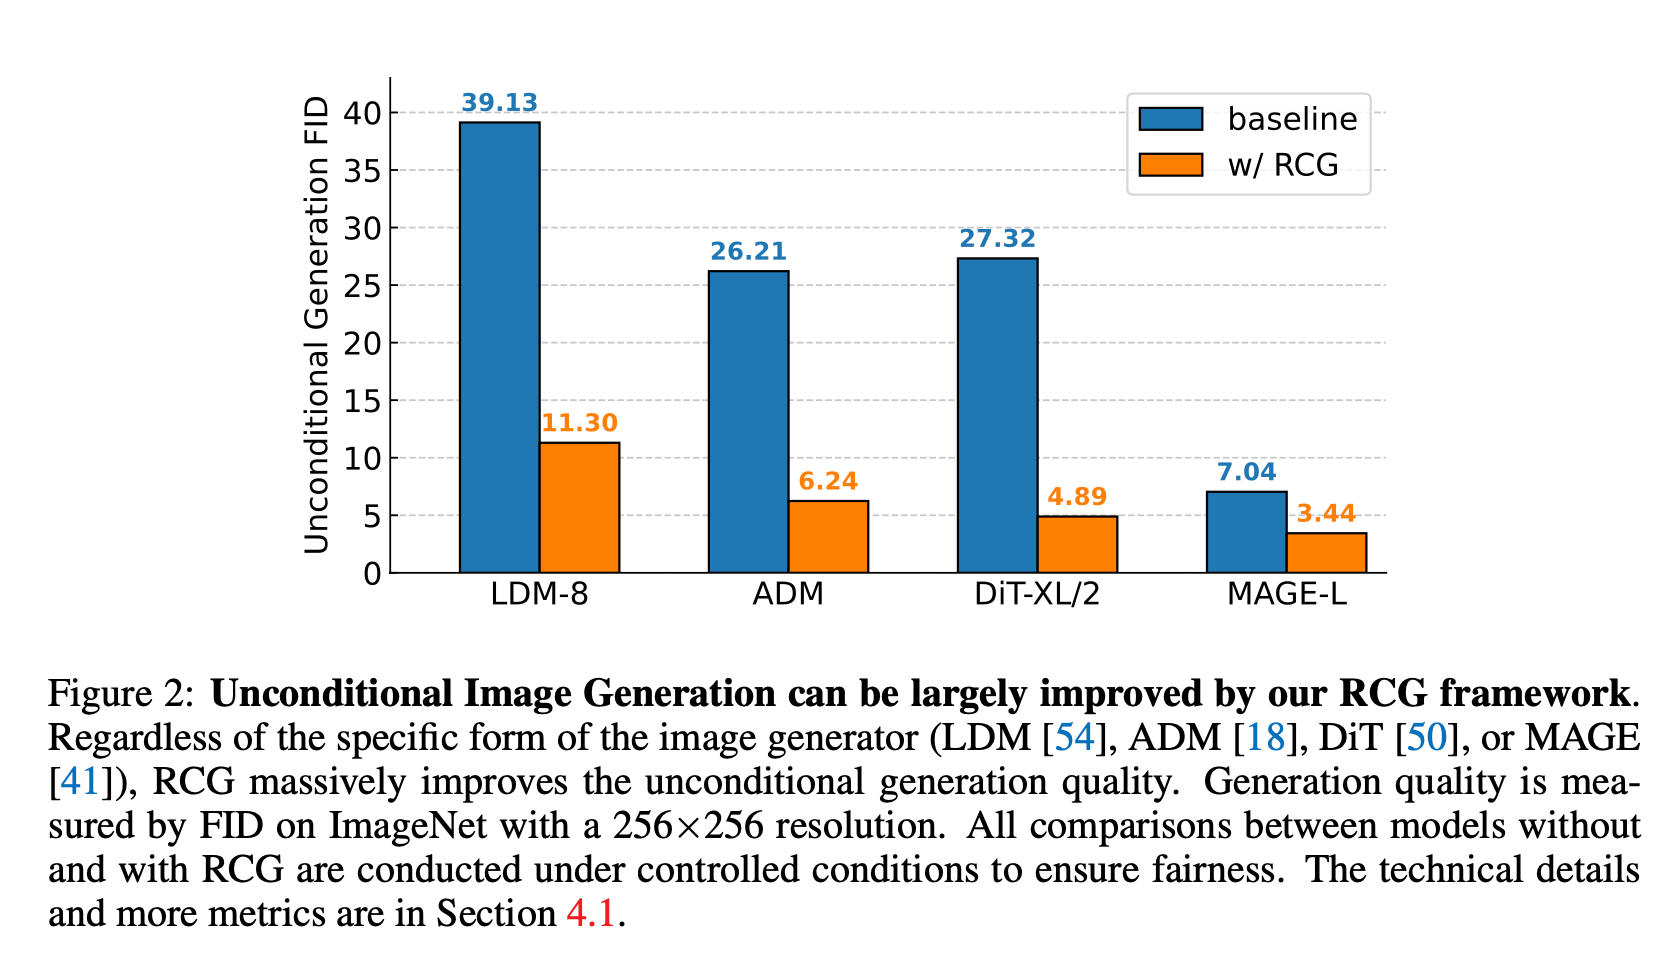 Unconditional Generation FID
40
35
30
25
20
15
10
5
0
39.13
11.30
26.21
6.24
27.32
4.89
7.04
3.44
baseline
w/ RCG
LDM-8
ADM
DiT-XL/2
MAGE-L
Figure 2: Unconditional Image Generation can be largely improved by our RCG framework.
Regardless of the specific form of the image generator (LDM [54], ADM [18], DiT [50], or MAGE
[41]), RCG massively improves the unconditional generation quality. Generation quality is mea-
sured by FID on ImageNet with a 256×256 resolution. All comparisons between models without
and with RCG are conducted under controlled conditions to ensure fairness. The technical details
and more metrics are in Section 4.1.